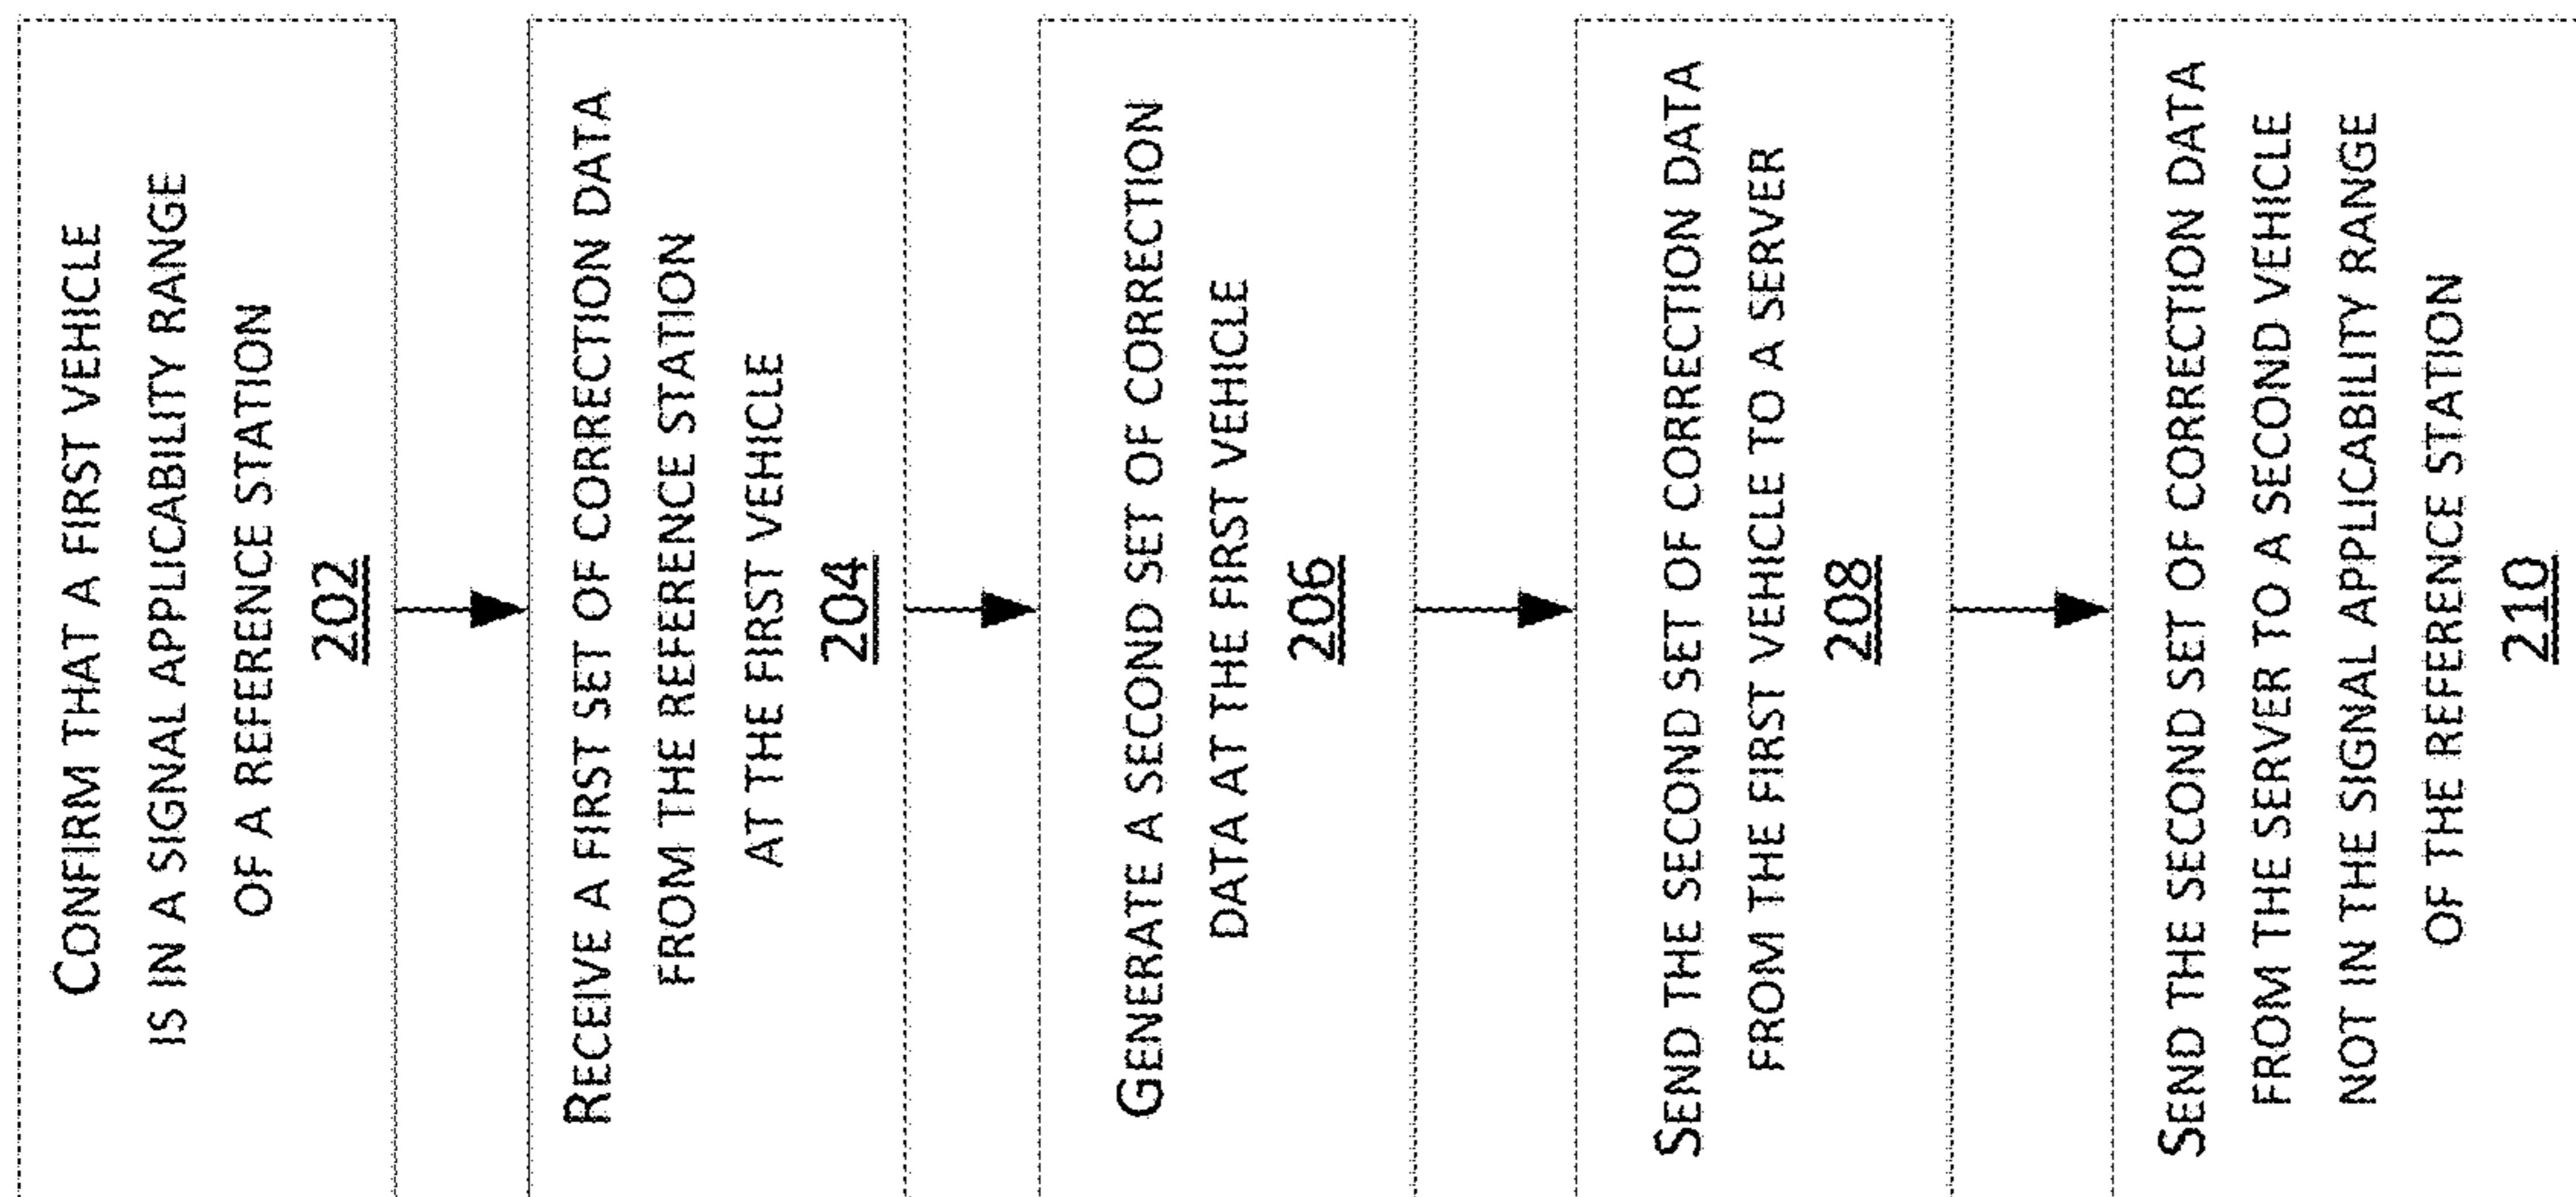 CONFIRM THAT A FIRST VEHICLE
IS IN A SIGNAL APPLICABILITY RANGE
OF A REFERENCE STATION
202
RECEIVE A FIRST SET OF CORRECTION DATA
FROM THE REFERENCE STATION
AT THE FIRST VEHICLE
204
GENERATE A SECOND SET OF CORRECTION
DATA AT THE FIRST VEHICLE
206
SEND THE SECOND SET OF CORRECTION DATA
FROM THE FIRST VEHICLE TO A SERVER
208
SEND THE SECOND SET OF CORRECTION DATA
FROM THE SERVER TO A SECOND VEHICLE
NOT IN THE SIGNAL APPLICABILITY RANGE
OF THE REFERENCE STATION
210